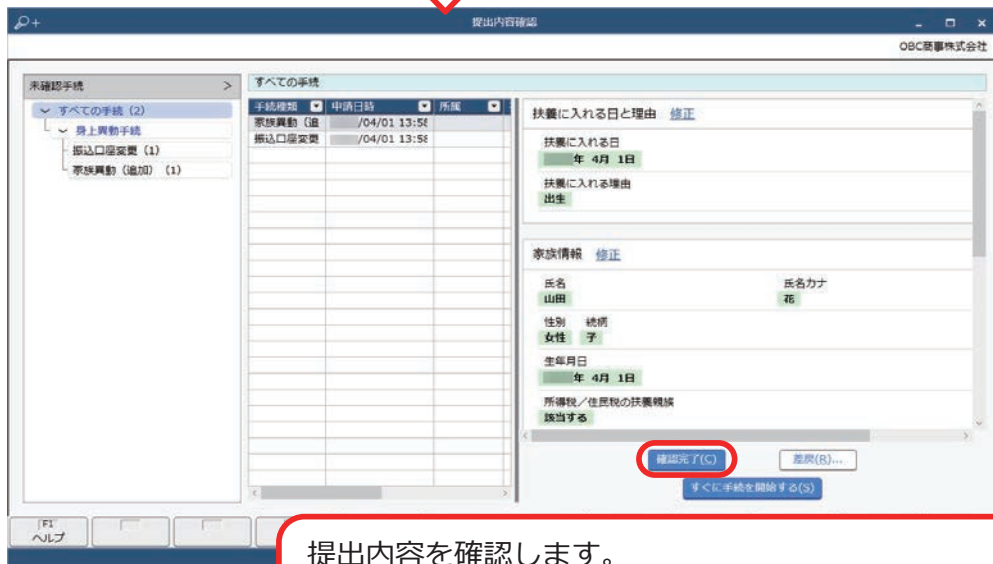 提出内容確認
OBC商事株式会社
未確認手続 >
すべての手続 (2)
身上異動手続
振込口座変更 (1)
家族異動（追加） (1)
すべての手続
手続種類 申請日時 所属
家族異動（追 /04/01 13:58
振込口座変更 /04/01 13:58
扶養に入れる日と理由 修正
扶養に入れる日
年 4月 1日
扶養に入れる理由
出生
家族情報 修正
氏名 氏名カナ
山田 花
性別 続柄
女性 子
生年月日
年 4月 1日
所得税／住民税の扶養親族
該当する
確認完了(C) 差戻(R)...
すぐに手続を開始する(S)
F1
ヘルプ
提出内容を確認します。